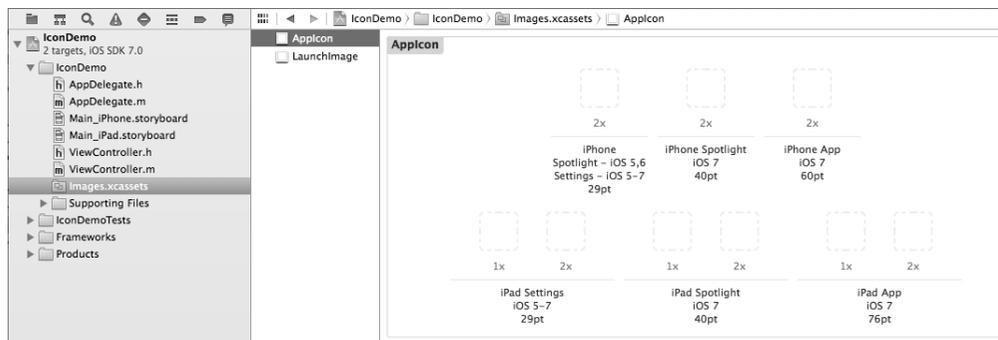 IconDemo
2 targets, iOS SDK 7.0
IconDemo
AppDelegate.h
AppDelegate.m
Main_iPhone.storyboard
Main_iPad.storyboard
ViewController.h
ViewController.m
Images.xcassets
Supporting Files
IconDemoTests
Frameworks
Products
IconDemo IconDemo Images.xcassets AppIcon
AppIcon
LaunchImage
AppIcon
2x
iPhone
Spotlight – iOS 5,6
Settings – iOS 5-7
29pt
2x
iPhone Spotlight
iOS 7
40pt
2x
iPhone App
iOS 7
60pt
1x 2x
iPad Settings
iOS 5-7
29pt
1x 2x
iPad Spotlight
iOS 7
40pt
1x 2x
iPad App
iOS 7
76pt